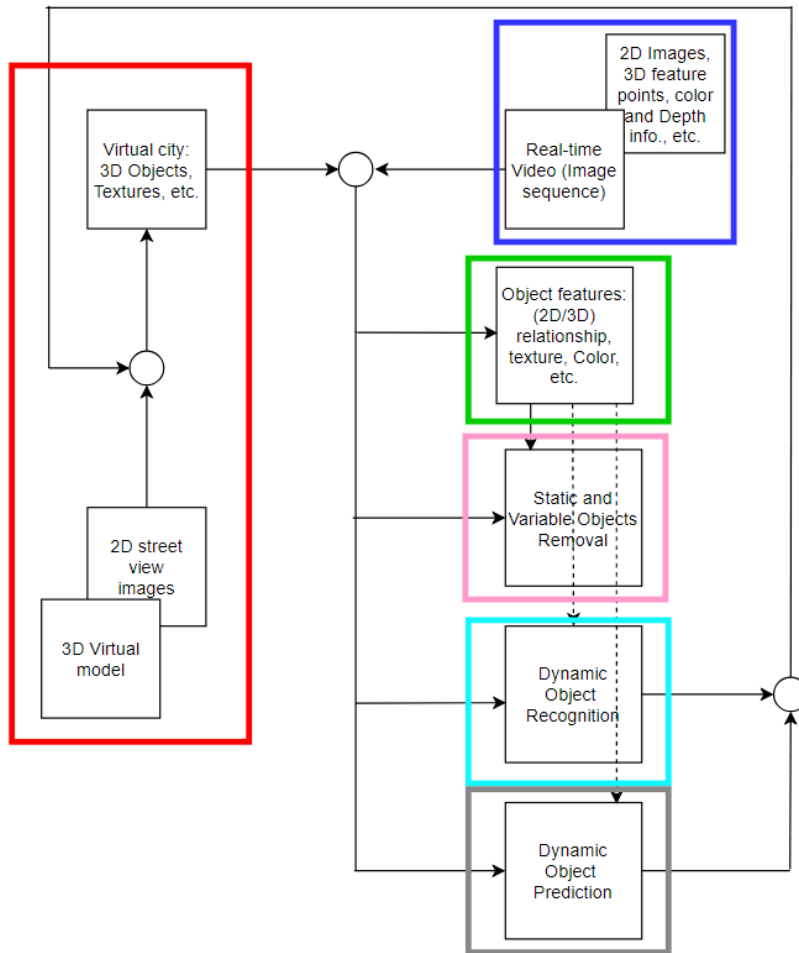 2D Images,
3D feature
points, color
and Depth
info., etc.
Virtual city:
3D Objects,
Textures, etc.
Real-time
Video (Image
sequence)
Object features:
(2D/3D)
relationship,
texture, Color,
etc.
Static and
Variable Objects
Removal
2D street
view
images
3D Virtual
model
Dynamic
Object
Recognition
Dynamic
Object
Prediction